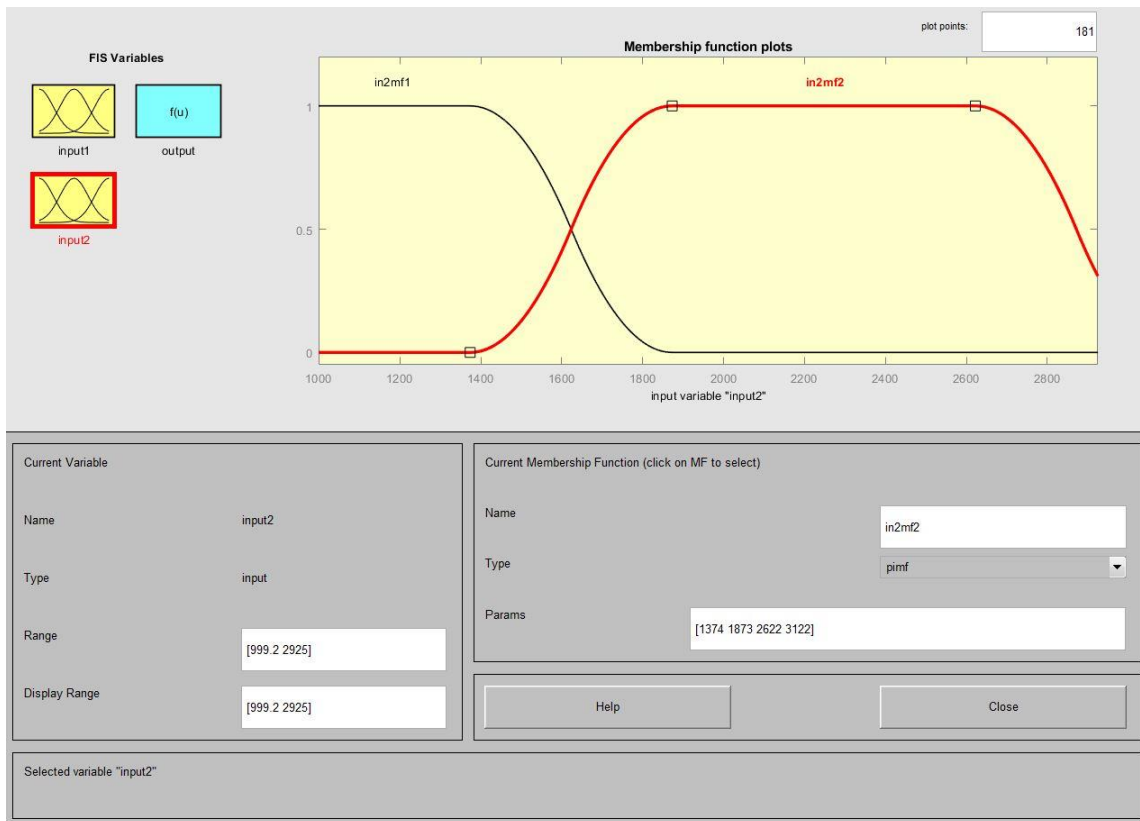 plot points:
181
FIS Variables
Membership function plots
f(u)
input1
output
input2
in1mf1
in2mf2
1
0.5
0
1000 1200 1400 1600 1800 2000 2200 2400 2600 2800
input variable "input2"
Current Variable
Name input2
Type input
Range [999.2 2925]
Display Range [999.2 2925]
Current Membership Function (click on MF to select)
Name in2mf2
Type pimf
Params [1374 1873 2622 3122]
Help
Close
Selected variable "input2"